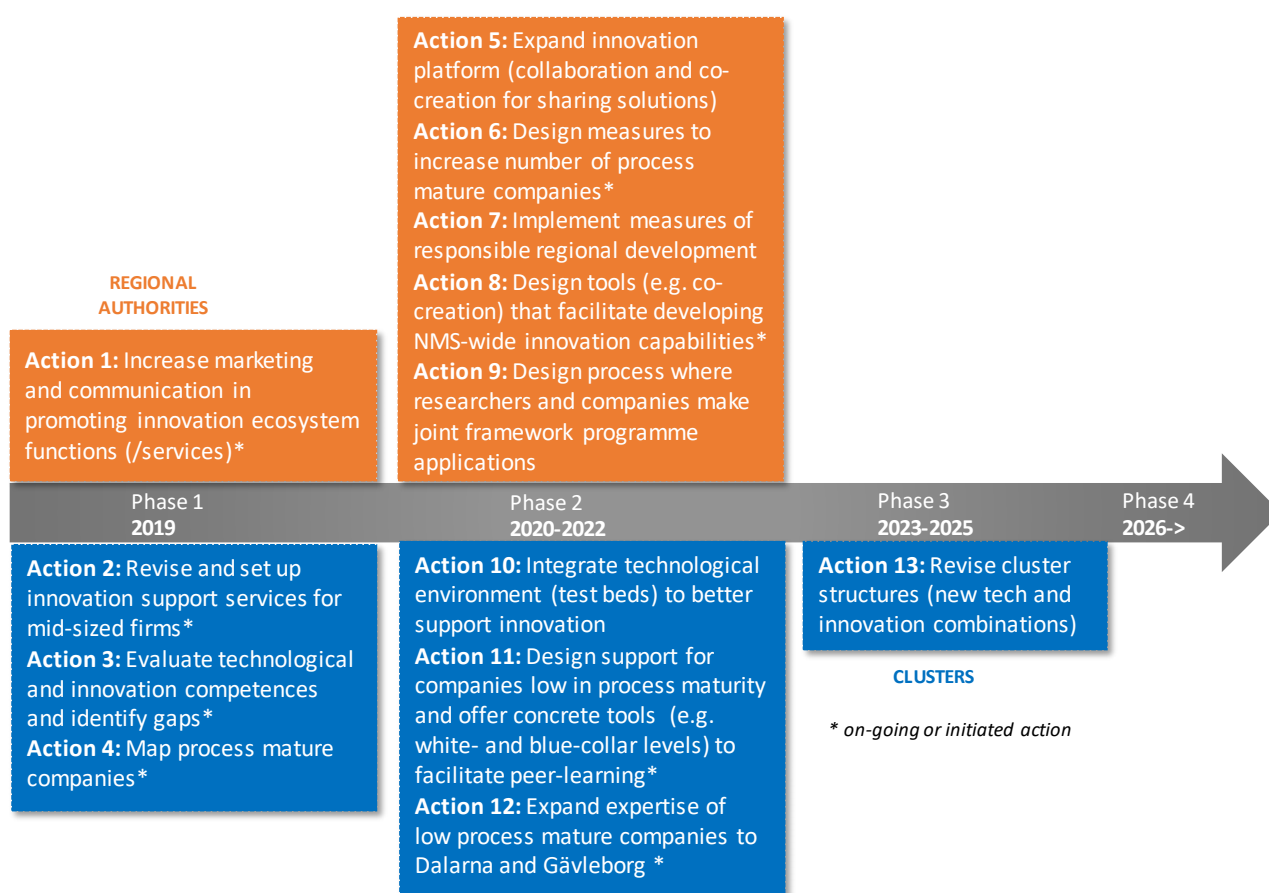 REGIONAL
AUTHORITIES
Action 1: Increase marketing
and communication in
promoting innovation ecosystem
functions (/services)*
Action 5: Expand innovation
platform (collaboration and co-
creation for sharing solutions)
Action 6: Design measures to
increase number of process
mature companies*
Action 7: Implement measures of
responsible regional development
Action 8: Design tools (e.g. co-
creation) that facilitate developing
NMS-wide innovation capabilities*
Action 9: Design process where
researchers and companies make
joint framework programme
applications
Phase 1
2019
Phase 2
2020-2022
Phase 3
2023-2025
Phase 4
2026->
Action 2: Revise and set up
innovation support services for
mid-sized firms*
Action 3: Evaluate technological
and innovation competences
and identify gaps*
Action 4: Map process mature
companies*
Action 10: Integrate technological
environment (test beds) to better
support innovation
Action 11: Design support for
companies low in process maturity
and offer concrete tools (e.g.
white- and blue-collar levels) to
facilitate peer-learning*
Action 12: Expand expertise of
low process mature companies to
Dalarna and Gävleborg *
Action 13: Revise cluster
structures (new tech and
innovation combinations)
CLUSTERS
* on-going or initiated action